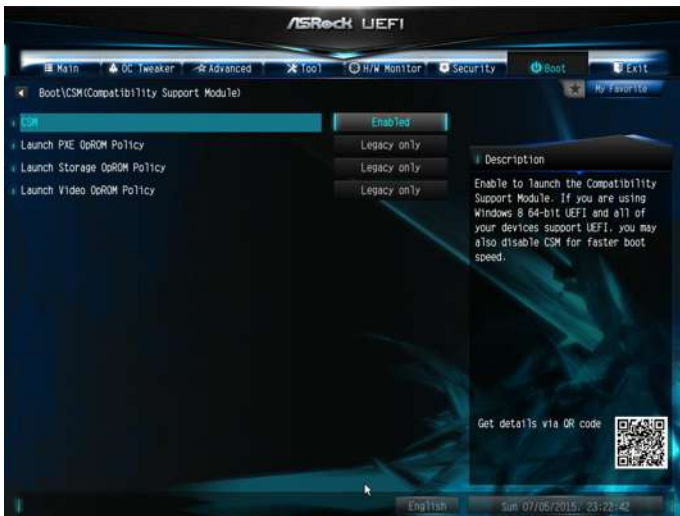 ASRock UEFI
Main OC Tweaker Advanced Tool H/W Monitor Security Boot Exit
Boot\CSM(Compatibility Support Module)
My Favorite
CSM Enabled
Launch PXE OpROM Policy Legacy only
Launch Storage OpROM Policy Legacy only
Launch Video OpROM Policy Legacy only
Description
Enable to launch the Compatibility
Support Module. If you are using
Windows 8 64-bit UEFI and all of
your devices support UEFI, you may
also disable CSM for faster boot
speed.
Get details via QR code
English
Sun 07/05/2015, 23:22:42